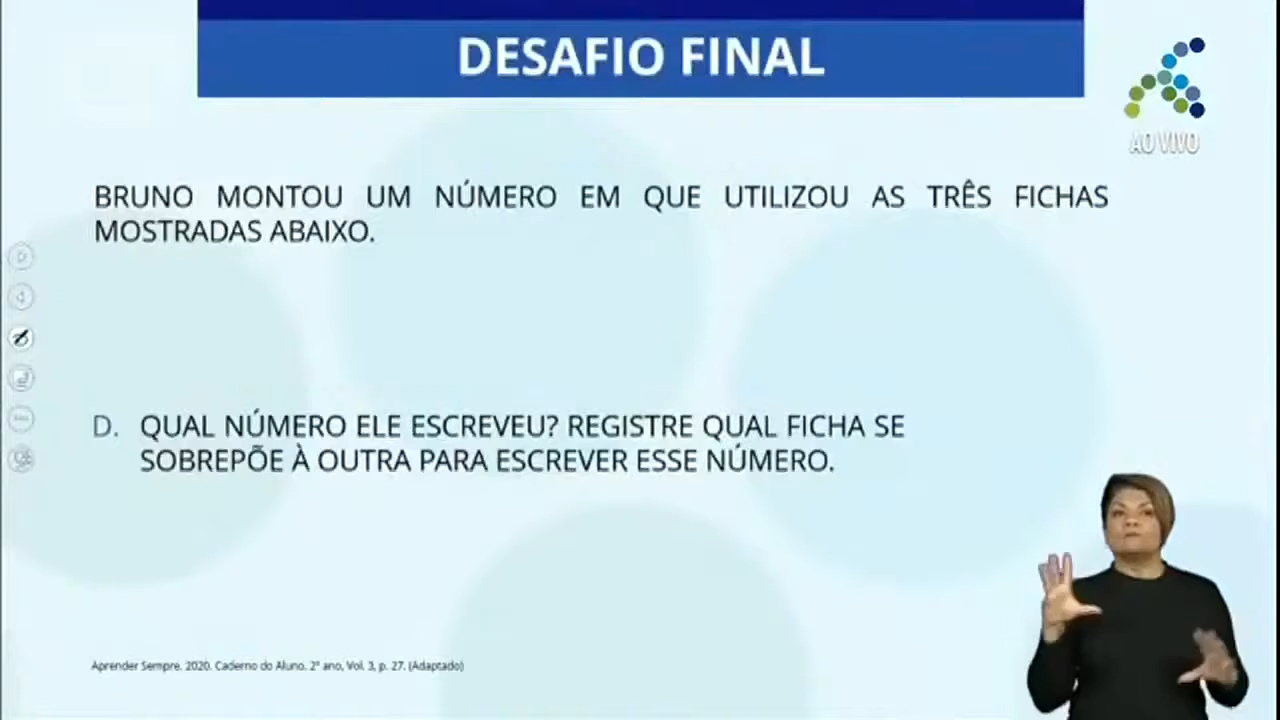 DESAFIO FINAL
AO VIVO
BRUNO MONTOU UM NÚMERO EM QUE UTILIZOU AS TRÊS FICHAS
MOSTRADAS ABAIXO.
D. QUAL NÚMERO ELE ESCREVEU? REGISTRE QUAL FICHA SE
SOBREPÕE À OUTRA PARA ESCREVER ESSE NÚMERO.
Aprender Sempre. 2020. Caderno do Aluno. 2º ano, Vol. 3, p. 27. (Adaptado)